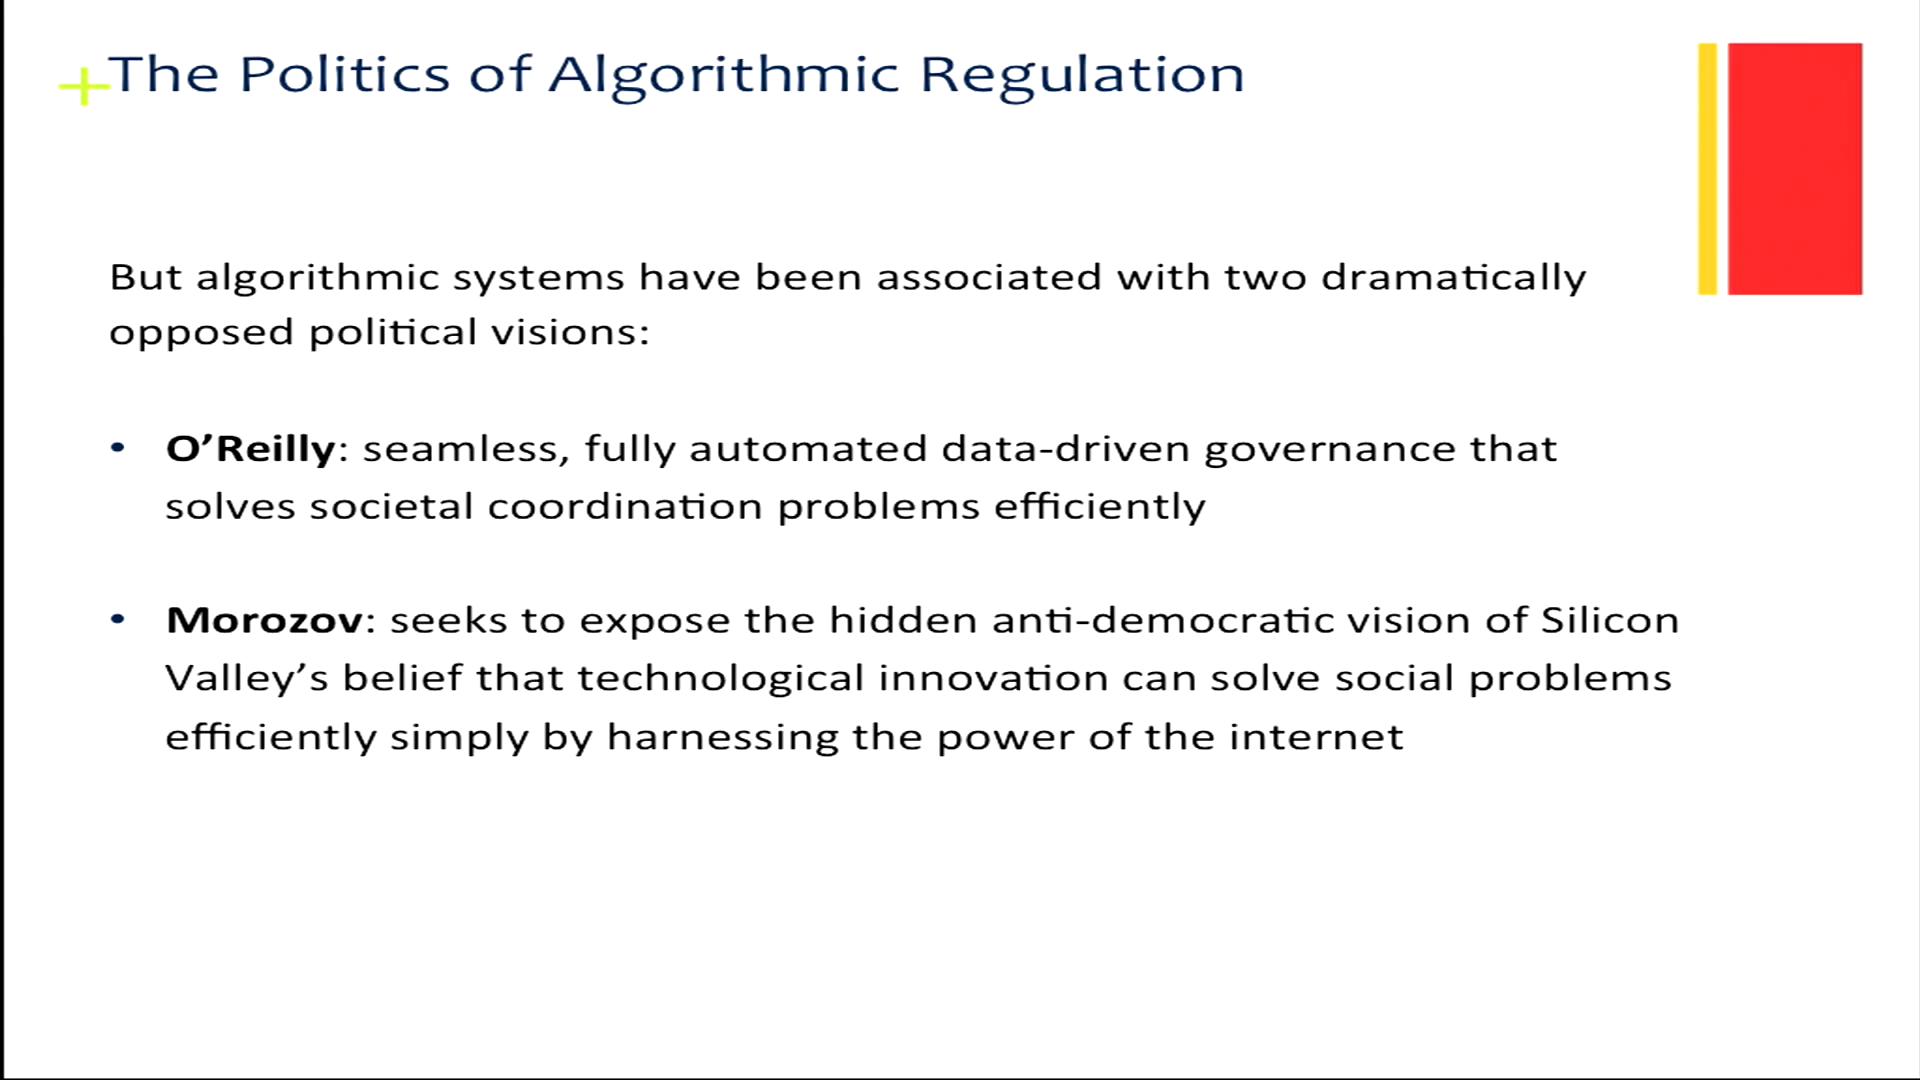 The Politics of Algorithmic Regulation
But algorithmic systems have been associated with two dramatically
opposed political visions:
• O’Reilly: seamless, fully automated data-driven governance that
solves societal coordination problems efficiently
• Morozov: seeks to expose the hidden anti-democratic vision of Silicon
Valley’s belief that technological innovation can solve social problems
efficiently simply by harnessing the power of the internet